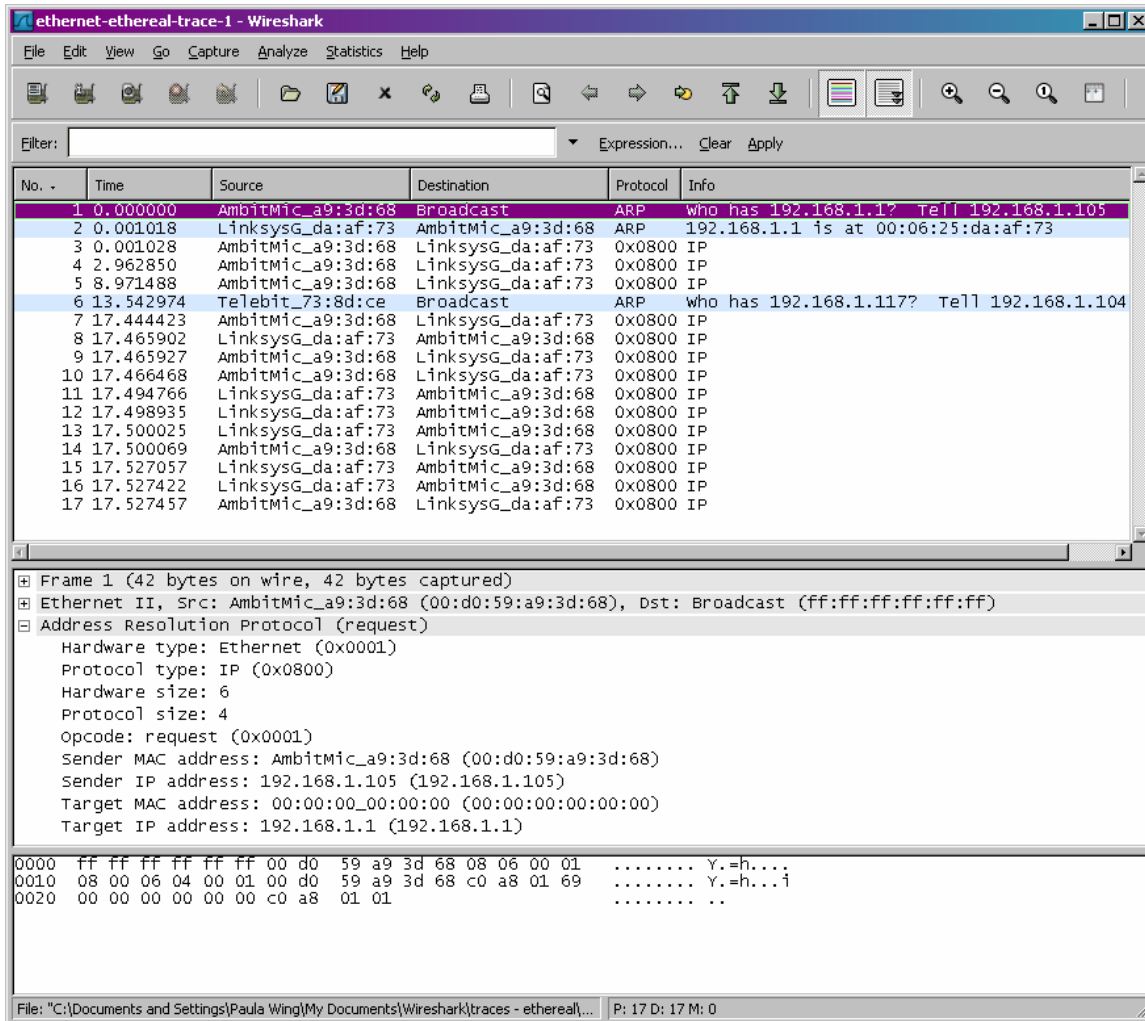 ethernet-ethereal-trace-1 - Wireshark
File Edit View Go Capture Analyze Statistics Help
Filter: Expression... Clear Apply
No. Time Source Destination Protocol Info
1 0.000000 AmbitMic_a9:3d:68 Broadcast ARP who has 192.168.1.1? Tell 192.168.1.105
2 0.001018 LinksysG_da:af:73 AmbitMic_a9:3d:68 ARP 192.168.1.1 is at 00:06:25:da:af:73
3 0.001028 AmbitMic_a9:3d:68 LinksysG_da:af:73 0x0800 IP
4 2.962850 AmbitMic_a9:3d:68 LinksysG_da:af:73 0x0800 IP
5 8.971488 AmbitMic_a9:3d:68 LinksysG_da:af:73 0x0800 IP
6 13.542974 Telebit_73:8d:ce Broadcast ARP who has 192.168.1.117? Tell 192.168.1.104
7 17.444423 AmbitMic_a9:3d:68 LinksysG_da:af:73 0x0800 IP
8 17.465902 LinksysG_da:af:73 AmbitMic_a9:3d:68 0x0800 IP
9 17.465927 AmbitMic_a9:3d:68 LinksysG_da:af:73 0x0800 IP
10 17.466468 AmbitMic_a9:3d:68 LinksysG_da:af:73 0x0800 IP
11 17.494766 LinksysG_da:af:73 AmbitMic_a9:3d:68 0x0800 IP
12 17.498935 LinksysG_da:af:73 AmbitMic_a9:3d:68 0x0800 IP
13 17.500025 LinksysG_da:af:73 AmbitMic_a9:3d:68 0x0800 IP
14 17.500069 AmbitMic_a9:3d:68 LinksysG_da:af:73 0x0800 IP
15 17.527057 LinksysG_da:af:73 AmbitMic_a9:3d:68 0x0800 IP
16 17.527422 LinksysG_da:af:73 AmbitMic_a9:3d:68 0x0800 IP
17 17.527457 AmbitMic_a9:3d:68 LinksysG_da:af:73 0x0800 IP
Frame 1 (42 bytes on wire, 42 bytes captured)
Ethernet II, Src: AmbitMic_a9:3d:68 (00:d0:59:a9:3d:68), Dst: Broadcast (ff:ff:ff:ff:ff:ff)
Address Resolution Protocol (request)
Hardware type: Ethernet (0x0001)
Protocol type: IP (0x0800)
Hardware size: 6
Protocol size: 4
Opcode: request (0x0001)
Sender MAC address: AmbitMic_a9:3d:68 (00:d0:59:a9:3d:68)
Sender IP address: 192.168.1.105 (192.168.1.105)
Target MAC address: 00:00:00_00:00:00 (00:00:00:00:00:00)
Target IP address: 192.168.1.1 (192.168.1.1)
0000 ff ff ff ff ff ff 00 d0 59 a9 3d 68 08 06 00 01 ........ Y.=h....
0010 08 00 06 04 00 01 00 d0 59 a9 3d 68 c0 a8 01 69 ........ Y.=h...i
0020 00 00 00 00 00 00 c0 a8 01 01 ........ ..
File: "C:\Documents and Settings\Paula Wing\My Documents\Wireshark\traces - ethereal\... P: 17 D: 17 M: 0